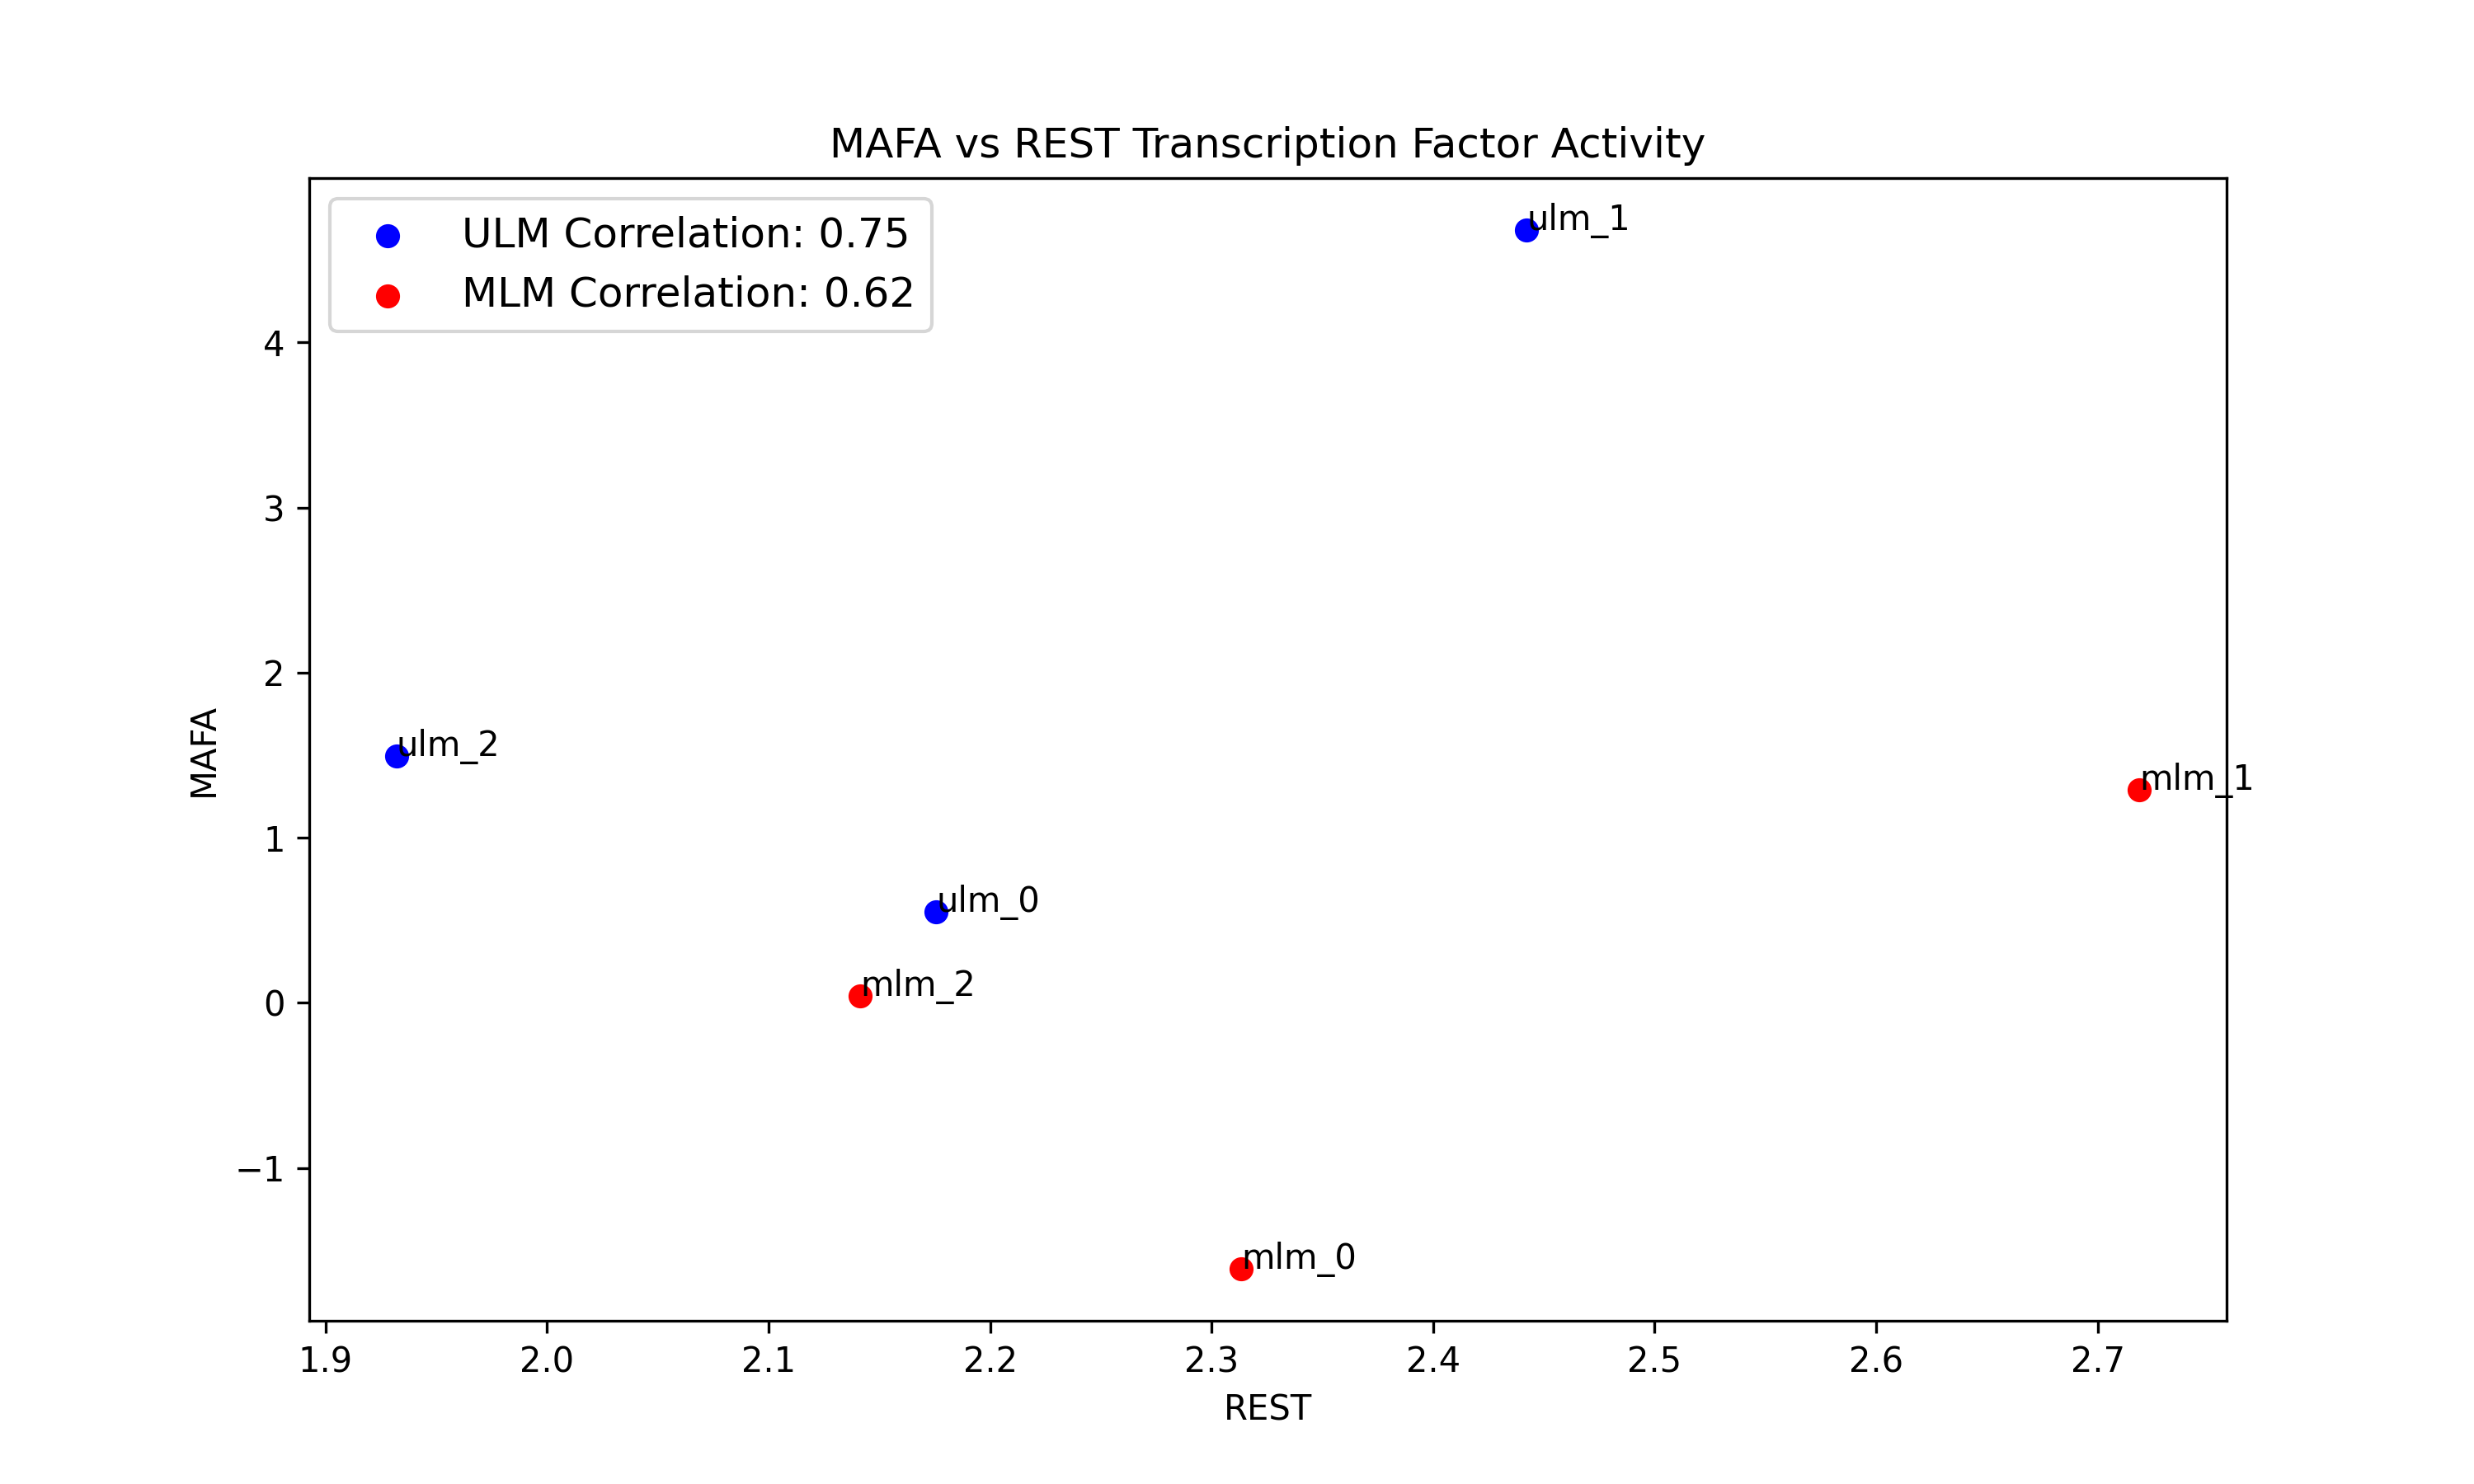 MAFA vs REST Transcription Factor Activity
ULM Correlation: 0.75
MLM Correlation: 0.62
ulm_1
4
3
2
ulm_2
mlm_1
MAFA
1
ulm_0
mlm_2
0
−1
mlm_0
1.9 2.0 2.1 2.2 2.3 2.4 2.5 2.6 2.7
REST